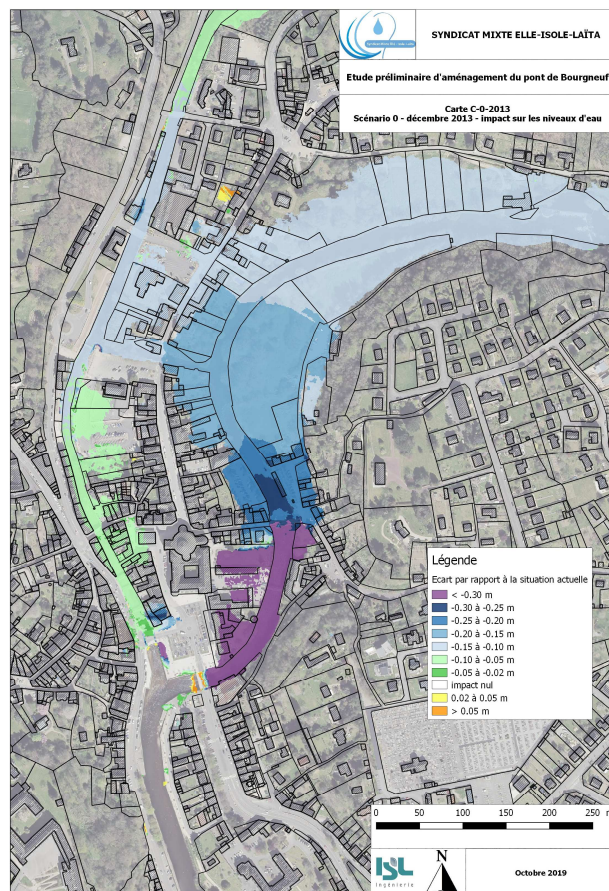 SYNDICAT MIXTE ELLE-ISOLE-LAÏTA
Etude préliminaire d'aménagement du pont de Bourgneuf
Carte C-0-2013
Scénario 0 - décembre 2013 - impact sur les niveaux d'eau
Légende
Ecart par rapport à la situation actuelle
< -0.30 m
-0.30 à -0.25 m
-0.25 à -0.20 m
-0.20 à -0.15 m
-0.15 à -0.10 m
-0.10 à -0.05 m
-0.05 à -0.02 m
impact nul
0.02 à 0.05 m
> 0.05 m
0 50 100 150 200 250 m
ISL
ingénierie
N
Octobre 2019